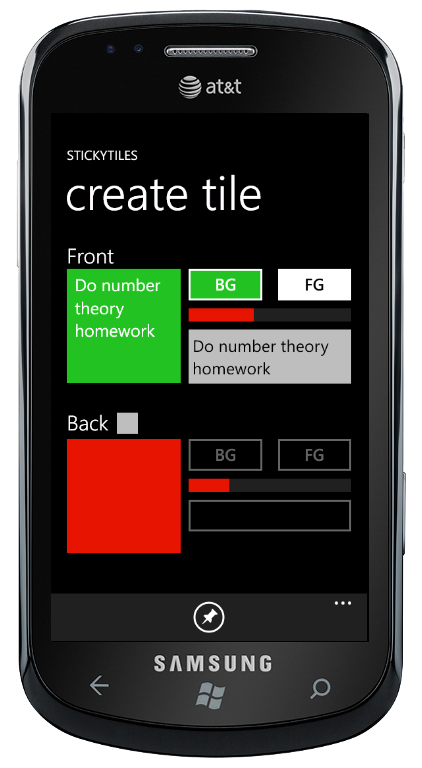 at&t
STICKYTILES
create tile
Front
Do number
theory
homework
BG
FG
Do number theory
homework
Back
BG
FG
SAMSUNG